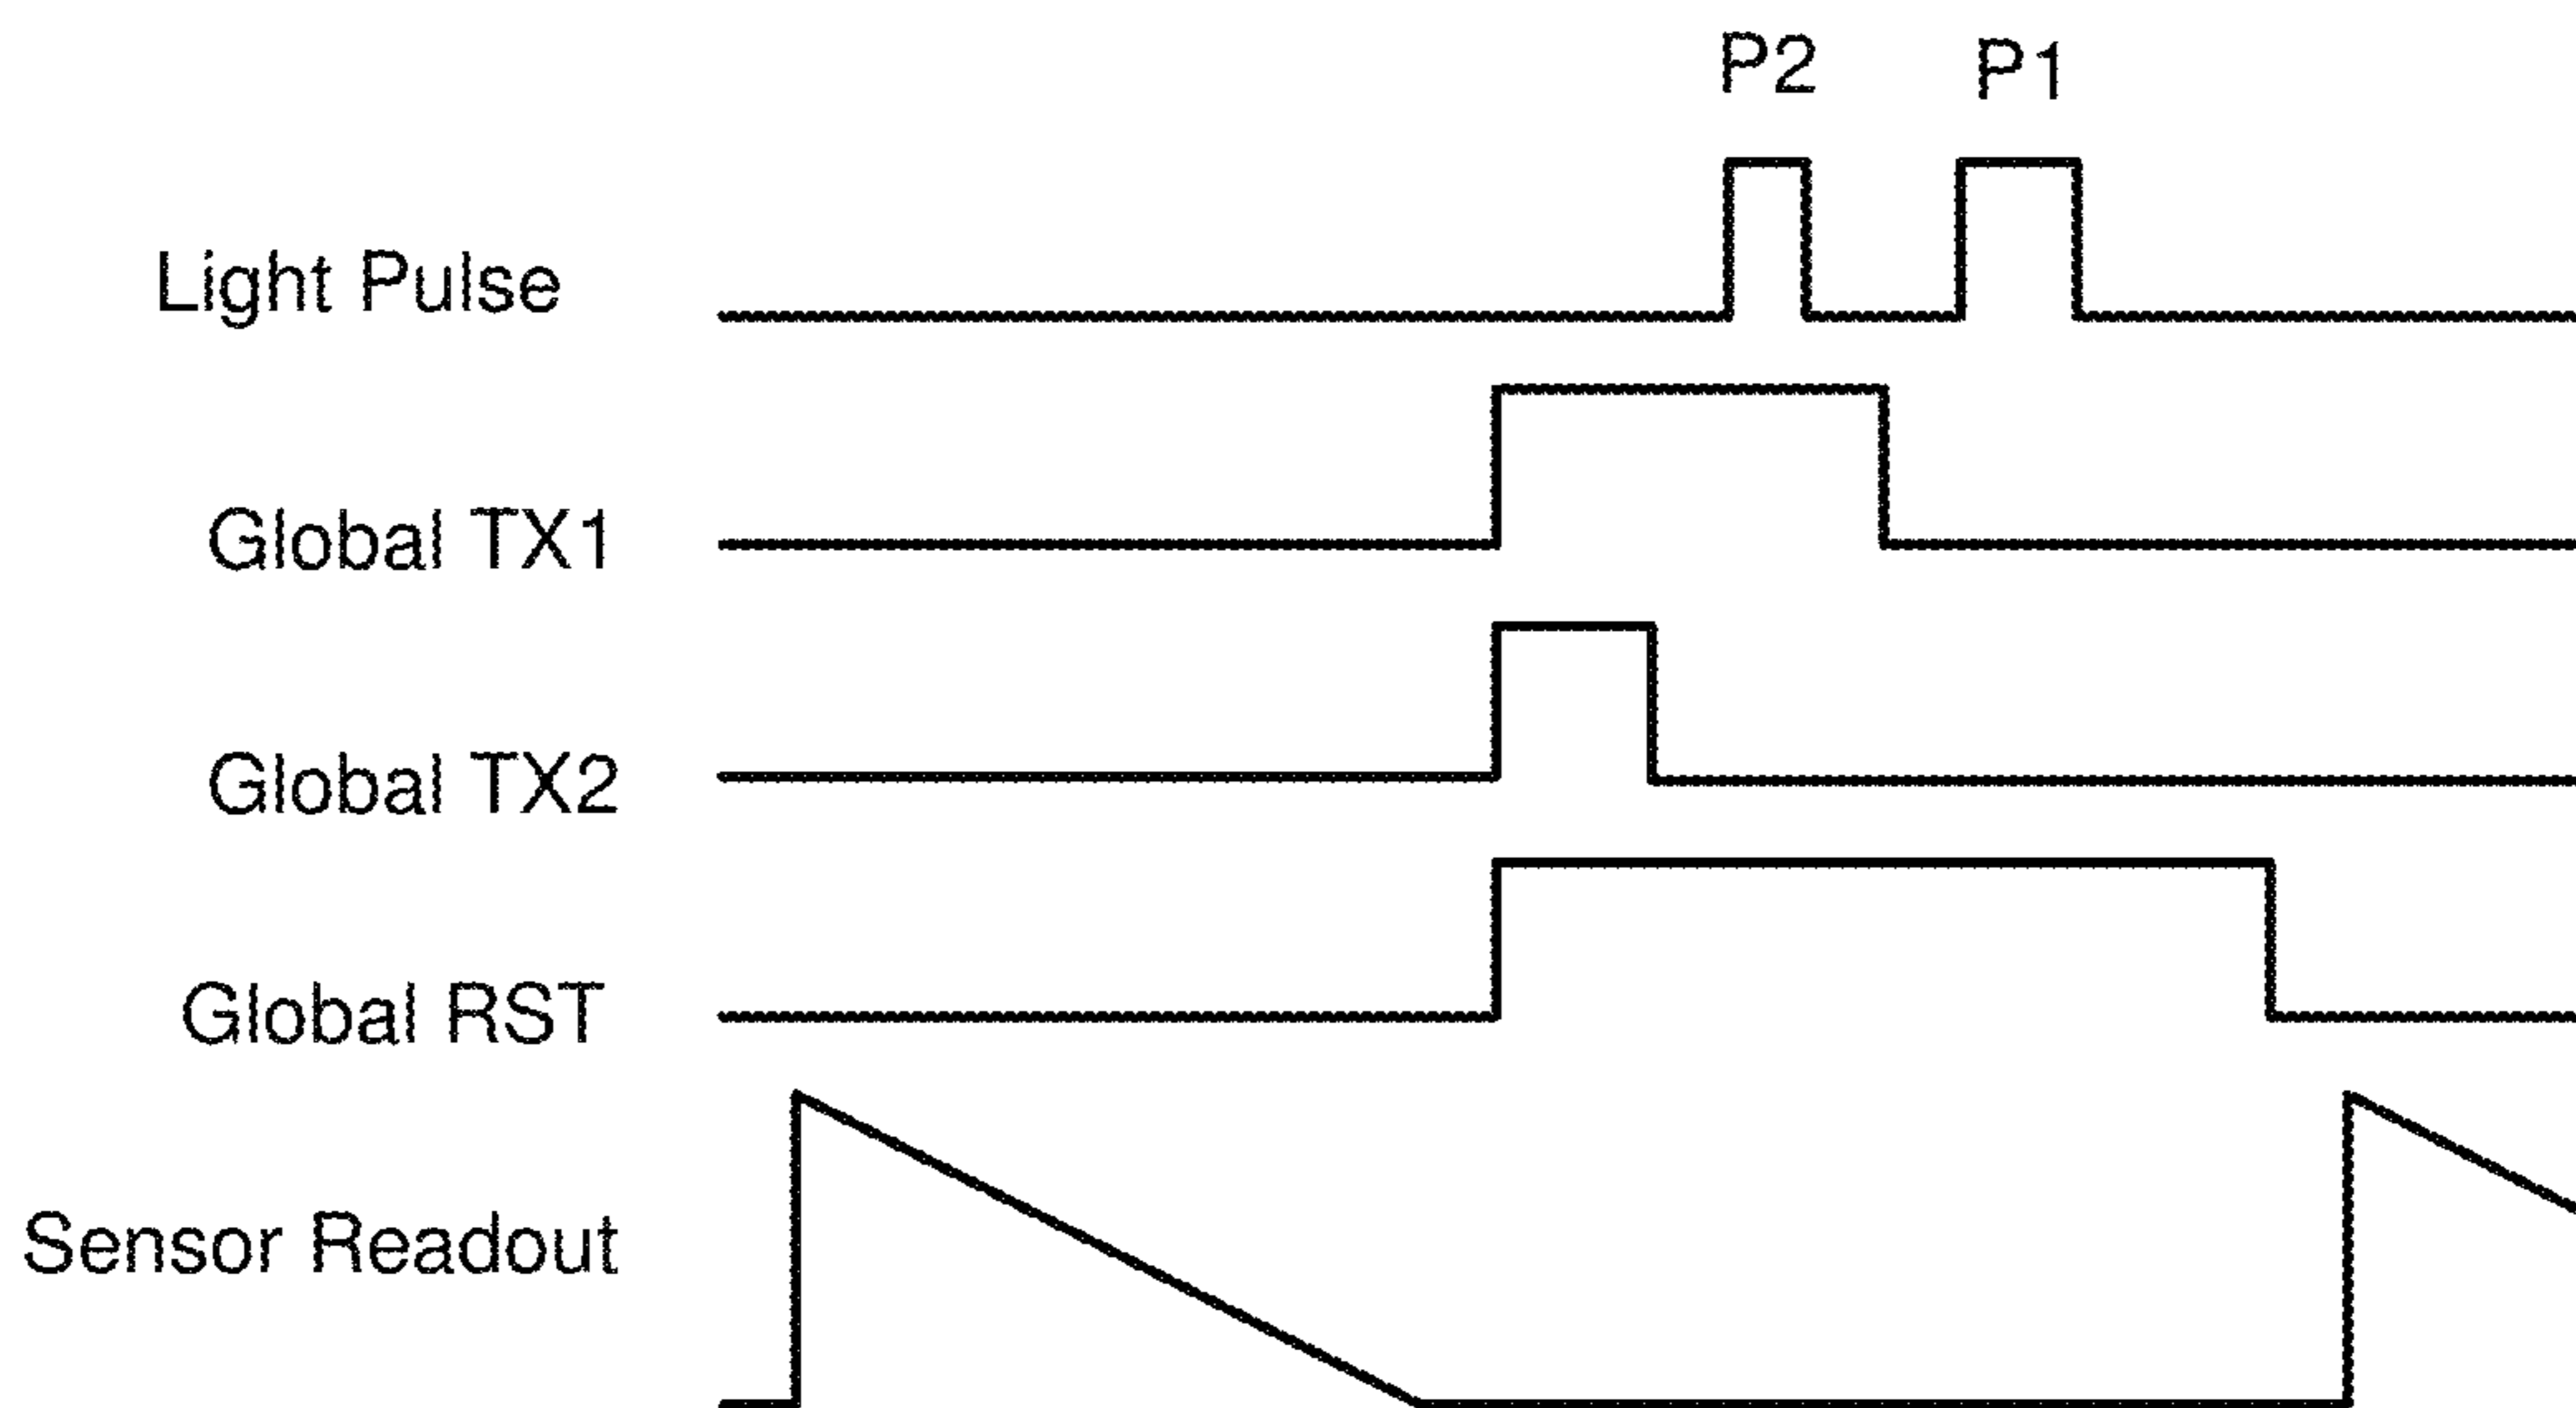 P2 P1
Light Pulse
Global TX1
Global TX2
Global RST
Sensor Readout